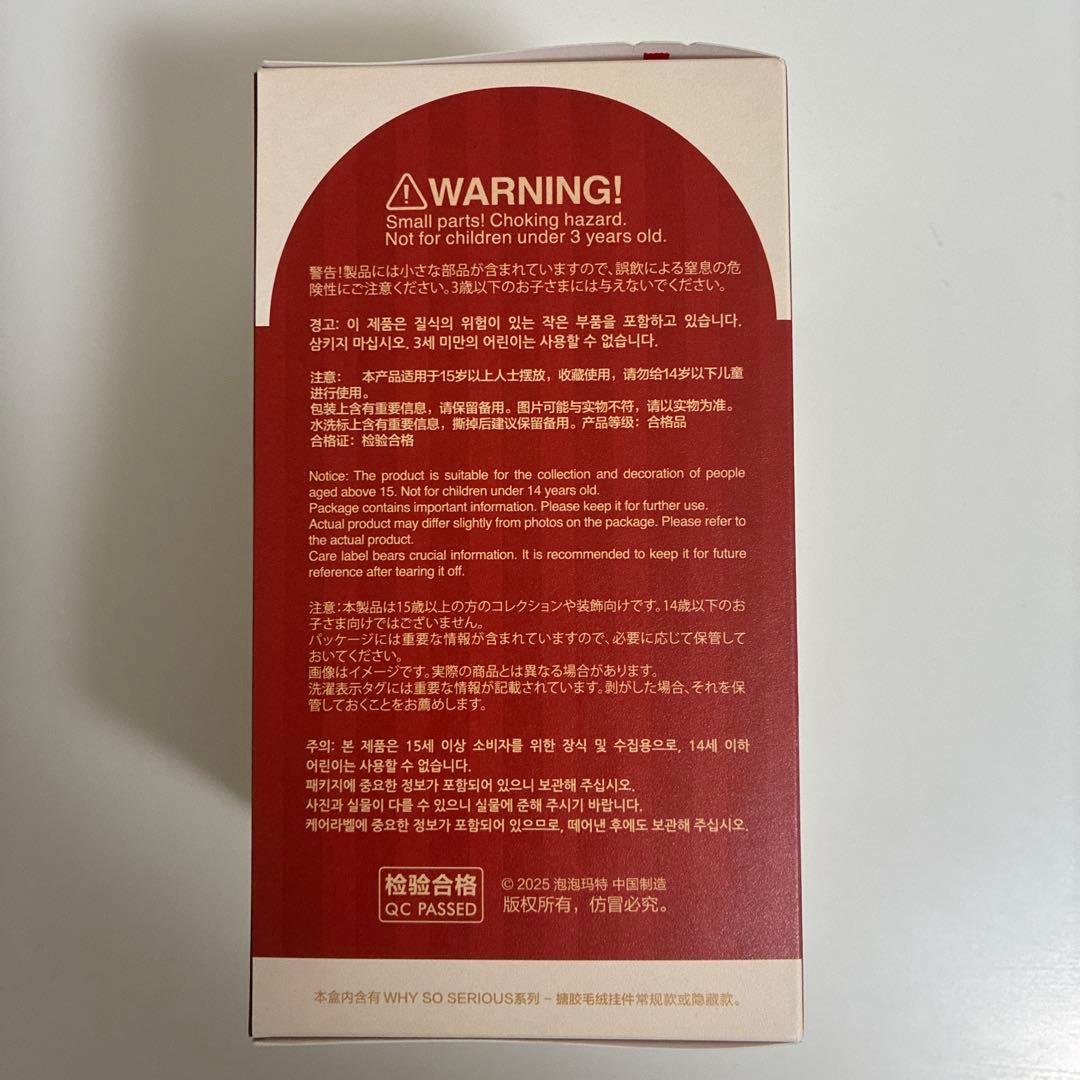 ⚠WARNING!
Small parts! Choking hazard.
Not for children under 3 years old.
警告!製品には小さな部品が含まれていますので、誤飲による窒息の危
険性にご注意ください。3歳以下のお子さまには与えないでください。
경고: 이 제품은 질식의 위험이 있는 작은 부품을 포함하고 있습니다.
삼키지 마십시오. 3세 미만의 어린이는 사용할 수 없습니다.
注意： 本产品适用于15岁以上人士摆放，收藏使用，请勿给14岁以下儿童
进行使用。
包装上含有重要信息，请保留备用。图片可能与实物不符，请以实物为准。
水洗标上含有重要信息，撕掉后建议保留备用。产品等级：合格品
合格证：检验合格
Notice: The product is suitable for the collection and decoration of people
aged above 15. Not for children under 14 years old.
Package contains important information. Please keep it for further use.
Actual product may differ slightly from photos on the package. Please refer to
the actual product.
Care label bears crucial information. It is recommended to keep it for future
reference after tearing it off.
注意:本製品は15歳以上の方のコレクションや装飾向けです。14歳以下のお
子さま向けではございません。
パッケージには重要な情報が含まれていますので、必要に応じて保管して
おいてください。
画像はイメージです。実際の商品とは異なる場合があります。
洗濯表示タグには重要な情報が記載されています。剥がした場合、それを保
管しておくことをお薦めします。
주의: 본 제품은 15세 이상 소비자를 위한 장식 및 수집용으로, 14세 이하
어린이는 사용할 수 없습니다.
패키지에 중요한 정보가 포함되어 있으니 보관해 주십시오.
사진과 실물이 다를 수 있으니 실물에 준해 주시기 바랍니다.
케어라벨에 중요한 정보가 포함되어 있으므로, 떼어낸 후에도 보관해 주십시오.
检验合格
QC PASSED
© 2025 泡泡玛特 中国制造
版权所有，仿冒必究。
本盒内含有 WHY SO SERIOUS系列 – 搪胶毛绒挂件常规款或隐藏款。